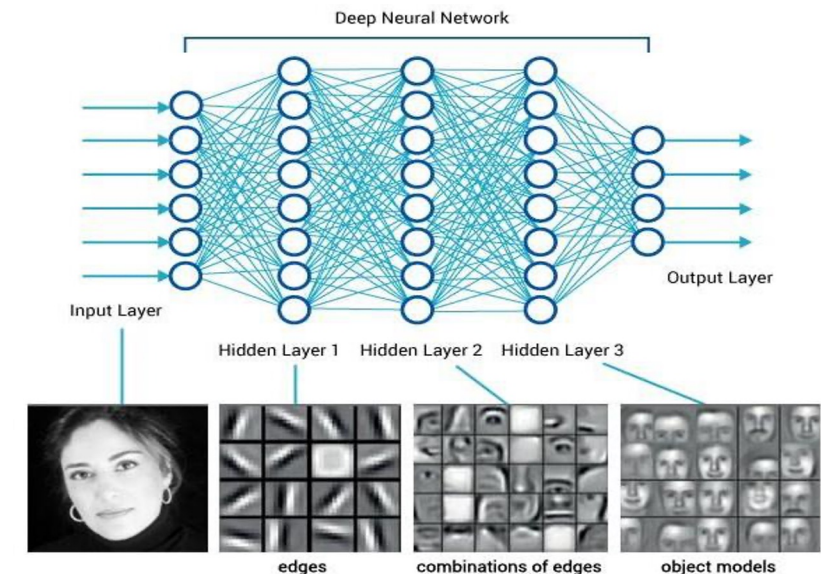 Deep Neural Network
Output Layer
Input Layer
Hidden Layer 1 Hidden Layer 2 Hidden Layer 3
edges combinations of edges object models